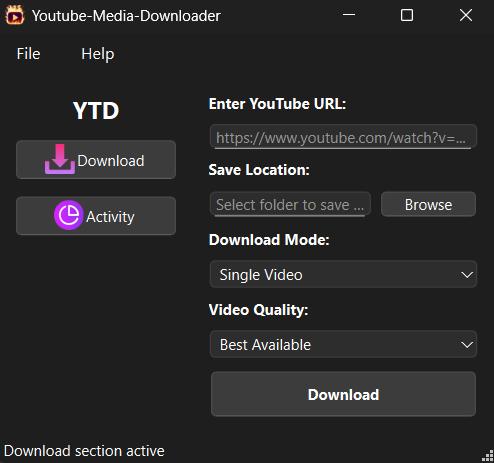 Youtube-Media-Downloader
File Help
YTD
Download
Activity
Enter YouTube URL:
https://www.youtube.com/watch?v=...
Save Location:
Select folder to save ... Browse
Download Mode:
Single Video
Video Quality:
Best Available
Download
Download section active